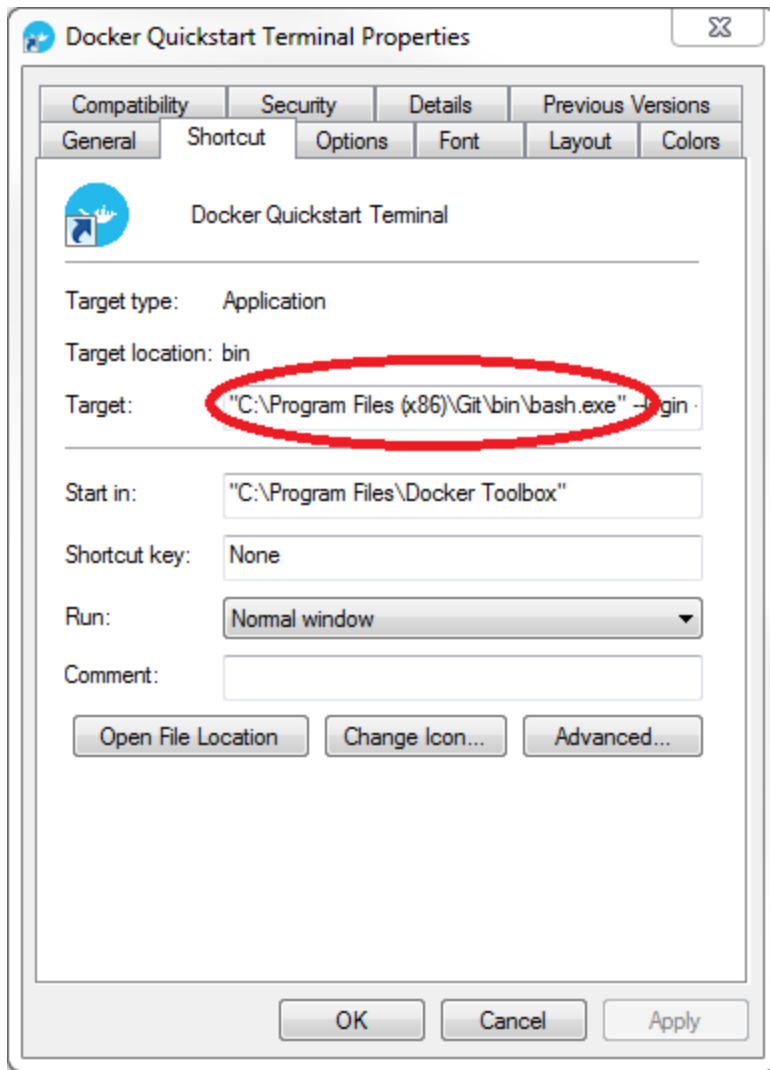 Docker Quickstart Terminal Properties
Compatibility Security Details Previous Versions
General Shortcut Options Font Layout Colors
Docker Quickstart Terminal
Target type: Application
Target location: bin
Target: "C:\Program Files (x86)\Git\bin\bash.exe" --login -
Start in: "C:\Program Files\Docker Toolbox"
Shortcut key: None
Run: Normal window
Comment:
Open File Location Change Icon... Advanced...
OK Cancel Apply